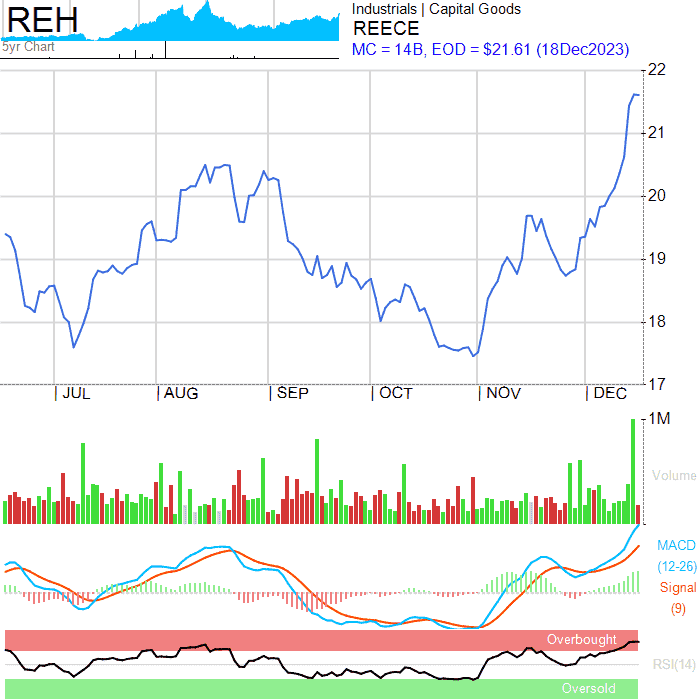 REH
5yr Chart
Industrials | Capital Goods
REECE
MC = 14B, EOD = $21.61 (18Dec2023)
22
21
20
19
18
17
JUL
AUG
SEP
OCT
NOV
DEC
1M
Volume
MACD
(12-26)
Signal
(9)
Overbought
RSI(14)
Oversold